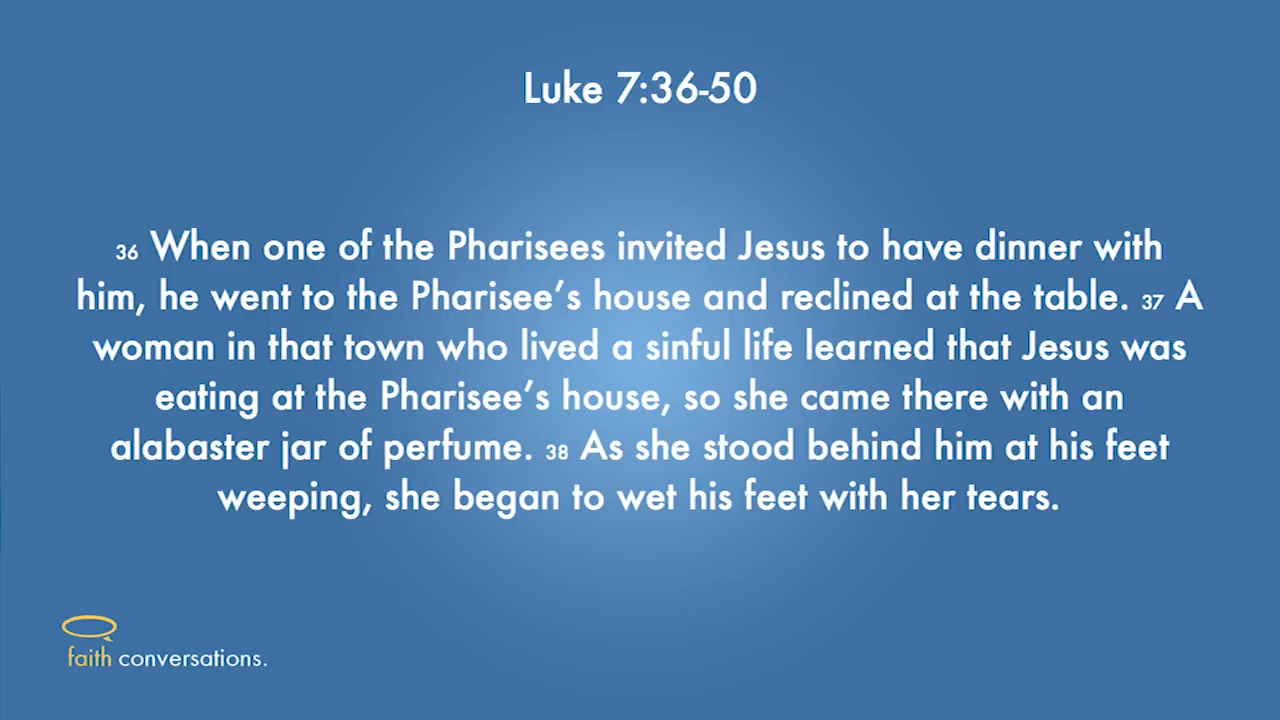 Luke 7:36-50
36 When one of the Pharisees invited Jesus to have dinner with
him, he went to the Pharisee’s house and reclined at the table. 37 A
woman in that town who lived a sinful life learned that Jesus was
eating at the Pharisee’s house, so she came there with an
alabaster jar of perfume. 38 As she stood behind him at his feet
weeping, she began to wet his feet with her tears.
faith conversations.